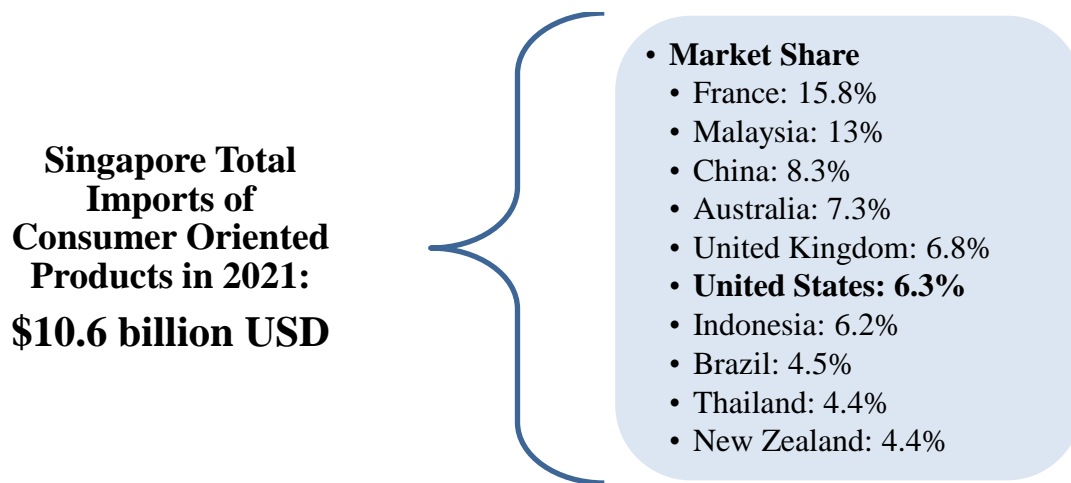 Singapore Total
Imports of
Consumer Oriented
Products in 2021:
$10.6 billion USD
• Market Share
• France: 15.8%
• Malaysia: 13%
• China: 8.3%
• Australia: 7.3%
• United Kingdom: 6.8%
• United States: 6.3%
• Indonesia: 6.2%
• Brazil: 4.5%
• Thailand: 4.4%
• New Zealand: 4.4%